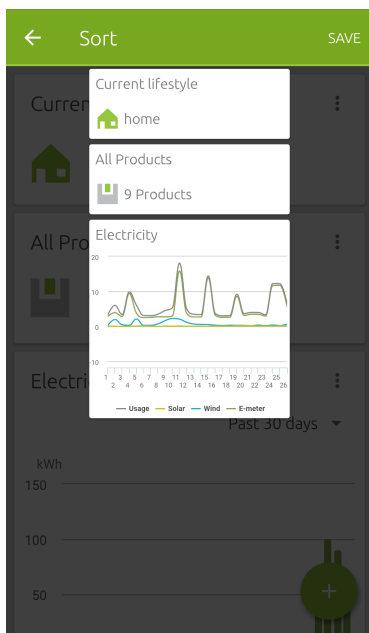 Sort
SAVE
Current lifestyle
home
All Products
9 Products
Electricity
20
10
0
-10
1 3 5 7 9 11 13 15 17 19 21 23 25
2 4 6 8 10 12 14 16 18 20 22 24 26
Usage Solar Wind E-meter
Curren
All Pro
Electri
Past 30 days
kWh
150
100
50